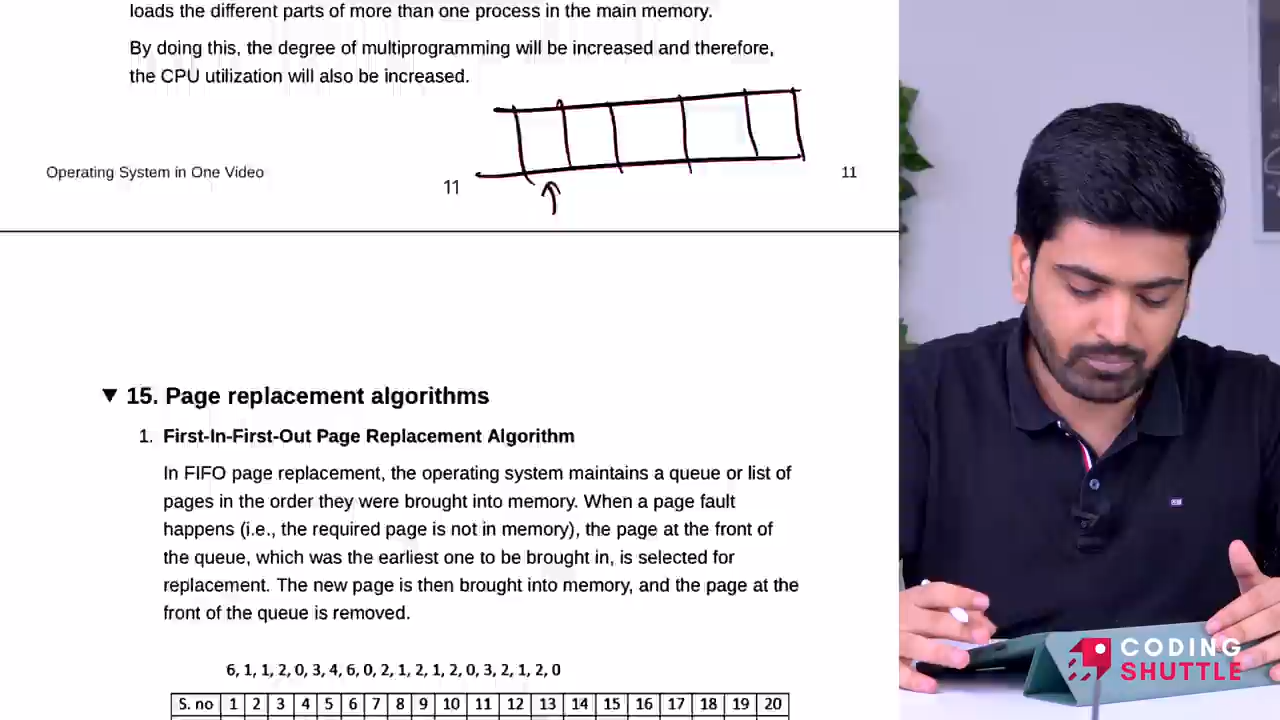 loads the different parts of more than one process in the main memory.
By doing this, the degree of multiprogramming will be increased and therefore,
the CPU utilization will also be increased.
Operating System in One Video
11
11
▼ 15. Page replacement algorithms
1. First-In-First-Out Page Replacement Algorithm
In FIFO page replacement, the operating system maintains a queue or list of
pages in the order they were brought into memory. When a page fault
happens (i.e., the required page is not in memory), the page at the front of
the queue, which was the earliest one to be brought in, is selected for
replacement. The new page is then brought into memory, and the page at the
front of the queue is removed.
6, 1, 1, 2, 0, 3, 4, 6, 0, 2, 1, 2, 1, 2, 0, 3, 2, 1, 2, 0
S. no 1 2 3 4 5 6 7 8 9 10 11 12 13 14 15 16 17 18 19 20
CODING
SHUTTLE